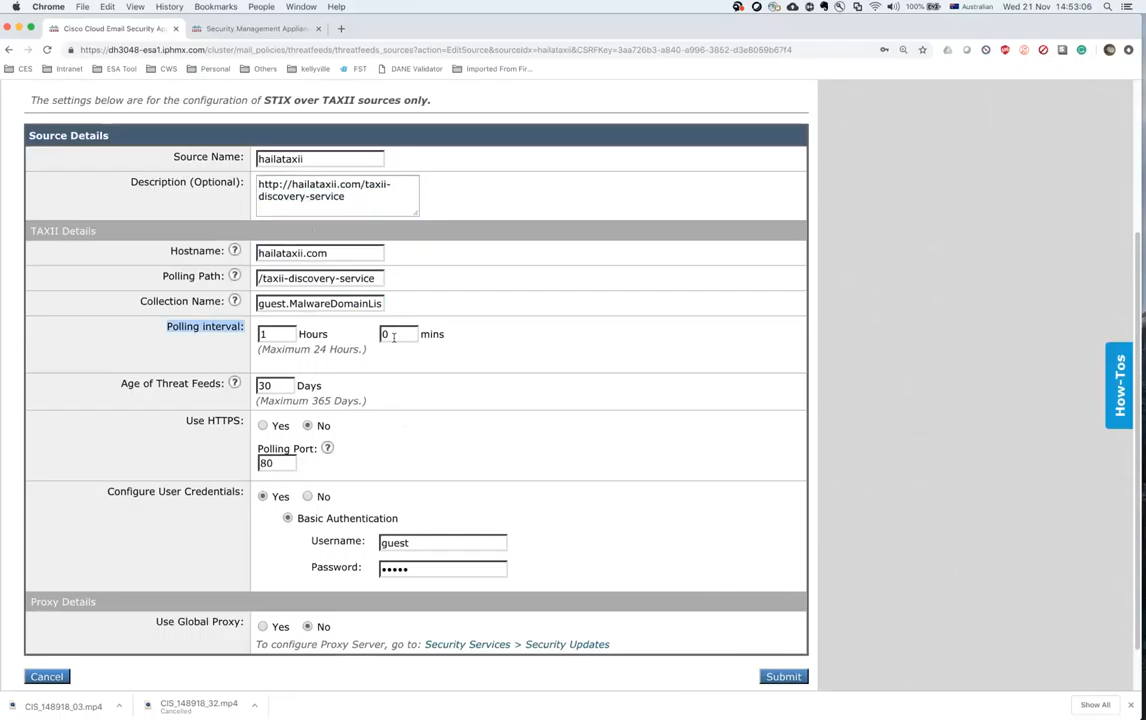 Chrome File Edit View History Bookmarks People Window Help 100% Australian Wed 21 Nov 14:53:06
Cisco Cloud Email Security Ap Security Management Applian
https://dh3048-esa1.iphmx.com/cluster/mail_policies/threatfeeds/threatfeeds_sources?action=EditSource&sourceIdx=hailataxii&CSRFKey=3aa726b3-a840-a996-3852-d3e8059b67f4
CES Intranet ESA Tool CWS Personal Others kellyville FST DANE Validator Imported From Fir...
The settings below are for the configuration of STIX over TAXII sources only.
Source Details
Source Name: hailataxii
Description (Optional): http://hailataxii.com/taxii-
discovery-service
TAXII Details
Hostname: ? hailataxii.com
Polling Path: ? /taxii-discovery-service
Collection Name: ? guest.MalwareDomainLis
Polling interval: 1 Hours 0 mins
(Maximum 24 Hours.)
Age of Threat Feeds: ? 30 Days
(Maximum 365 Days.)
Use HTTPS: Yes No
Polling Port: ?
80
Configure User Credentials: Yes No
Basic Authentication
Username: guest
Password: •••••
Proxy Details
Use Global Proxy: Yes No
To configure Proxy Server, go to: Security Services > Security Updates
Cancel Submit
How-Tos
CIS_148918_03.mp4 CIS_148918_32.mp4 Show All
Cancelled